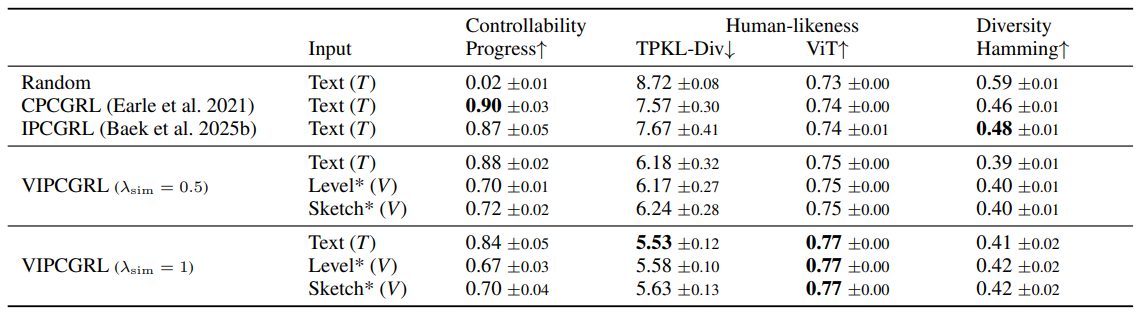 Controllability Human-likeness Diversity
Input Progress↑ TPKL-Div↓ ViT↑ Hamming↑
Random Text (T) 0.02 ±0.01 8.72 ±0.08 0.73 ±0.00 0.59 ±0.01
CPCGRL (Earle et al. 2021) Text (T) 0.90 ±0.03 7.57 ±0.30 0.74 ±0.00 0.46 ±0.01
IPCGRL (Baek et al. 2025b) Text (T) 0.87 ±0.05 7.67 ±0.41 0.74 ±0.01 0.48 ±0.01
Text (T) 0.88 ±0.02 6.18 ±0.32 0.75 ±0.00 0.39 ±0.01
VIPCGRL (λsim = 0.5) Level* (V) 0.70 ±0.01 6.17 ±0.27 0.75 ±0.00 0.40 ±0.01
Sketch* (V) 0.72 ±0.02 6.24 ±0.28 0.75 ±0.00 0.40 ±0.01
Text (T) 0.84 ±0.05 5.53 ±0.12 0.77 ±0.00 0.41 ±0.02
VIPCGRL (λsim = 1) Level* (V) 0.67 ±0.03 5.58 ±0.10 0.77 ±0.00 0.42 ±0.02
Sketch* (V) 0.70 ±0.04 5.63 ±0.13 0.77 ±0.00 0.42 ±0.02